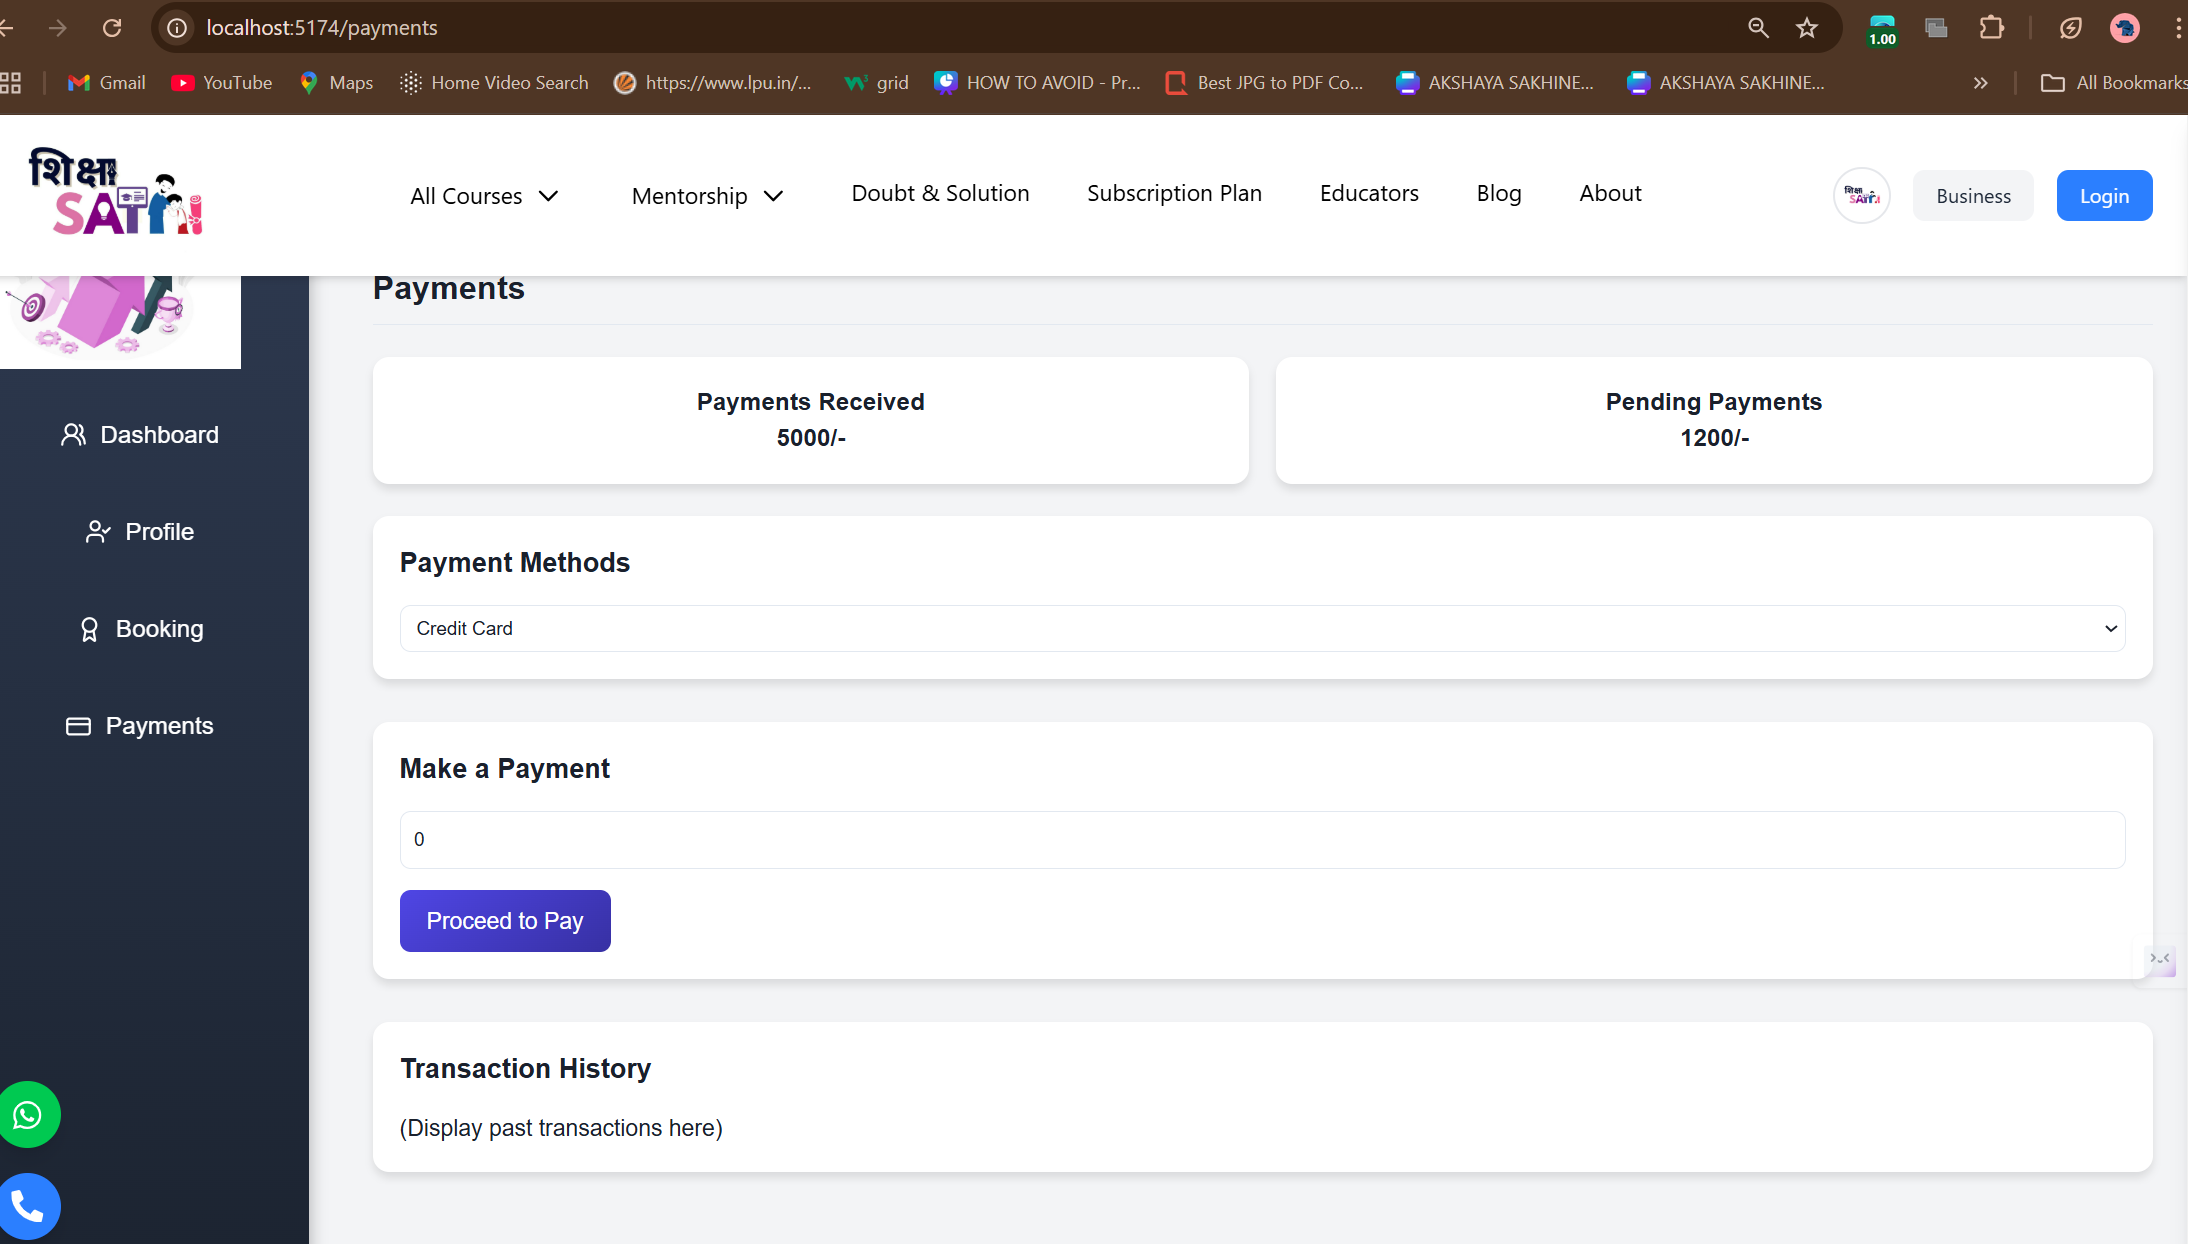 localhost:5174/payments
1.00
Gmail
YouTube
Maps
Home Video Search
https://www.lpu.in/...
grid
HOW TO AVOID - Pr...
Best JPG to PDF Co...
AKSHAYA SAKHINE...
AKSHAYA SAKHINE...
All Bookmarks
शिक्षा
SATHI
All Courses
Mentorship
Doubt & Solution
Subscription Plan
Educators
Blog
About
शिक्षा
SATHI
Business
Login
Dashboard
Profile
Booking
Payments
Payments
Payments Received
5000/-
Pending Payments
1200/-
Payment Methods
Credit Card
Make a Payment
0
Proceed to Pay
Transaction History
(Display past transactions here)